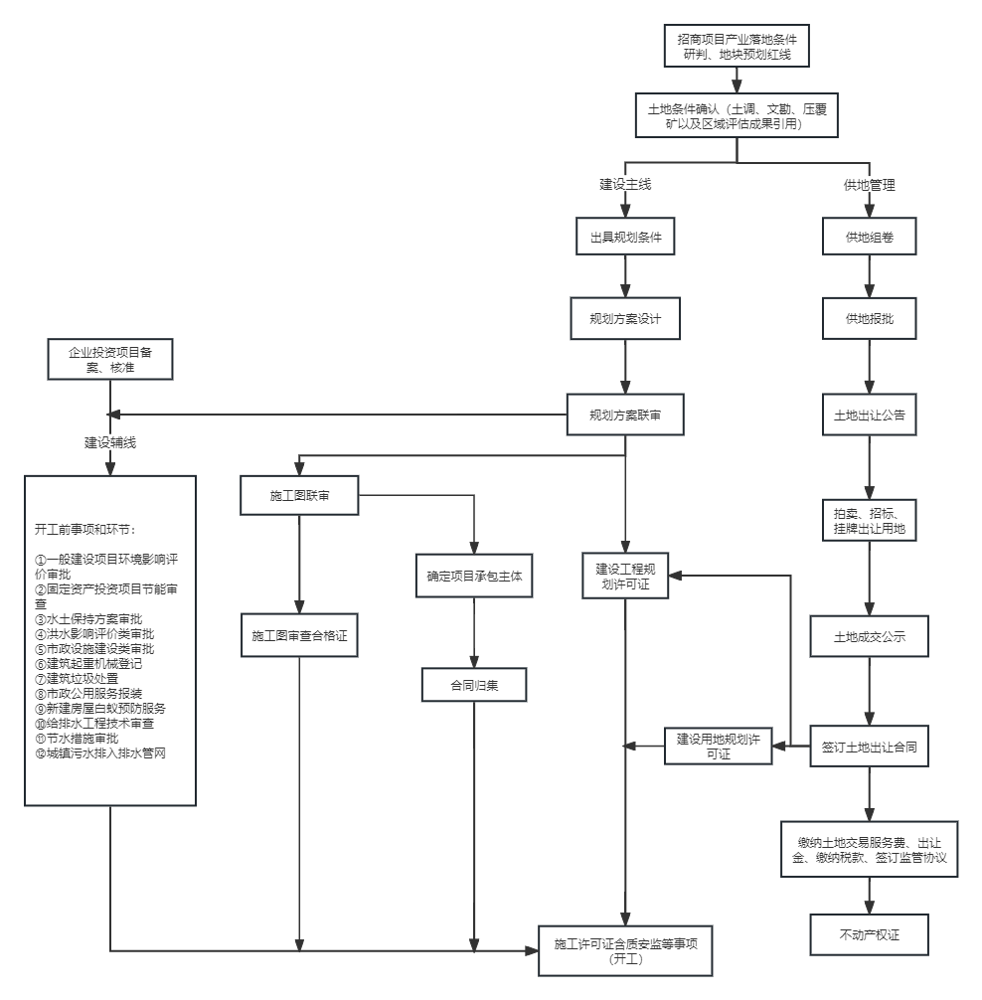 招商项目产业落地条件
研判、地块预划红线
土地条件确认（土调、文勘、压覆
矿以及区域评估成果引用）
建设主线
供地管理
出具规划条件
供地组卷
规划方案设计
供地报批
企业投资项目备
案、核准
规划方案联审
土地出让公告
建设辅线
施工图联审
拍卖、招标、
挂牌出让用地
开工前事项和环节：
①一般建设项目环境影响评
价审批
②固定资产投资项目节能审
查
③水土保持方案审批
④洪水影响评价类审批
⑤市政设施建设类审批
⑥建筑起重机械登记
⑦建筑垃圾处置
⑧市政公用服务报装
⑨新建房屋白蚁预防服务
⑩给排水工程技术审查
⑪节水措施审批
⑫城镇污水排入排水管网
确定项目承包主体
建设工程规
划许可证
施工图审查合格证
土地成交公示
合同归集
建设用地规划许
可证
签订土地出让合同
缴纳土地交易服务费、出让
金、缴纳税款、签订监管协议
施工许可证含质安监等事项
（开工）
不动产权证